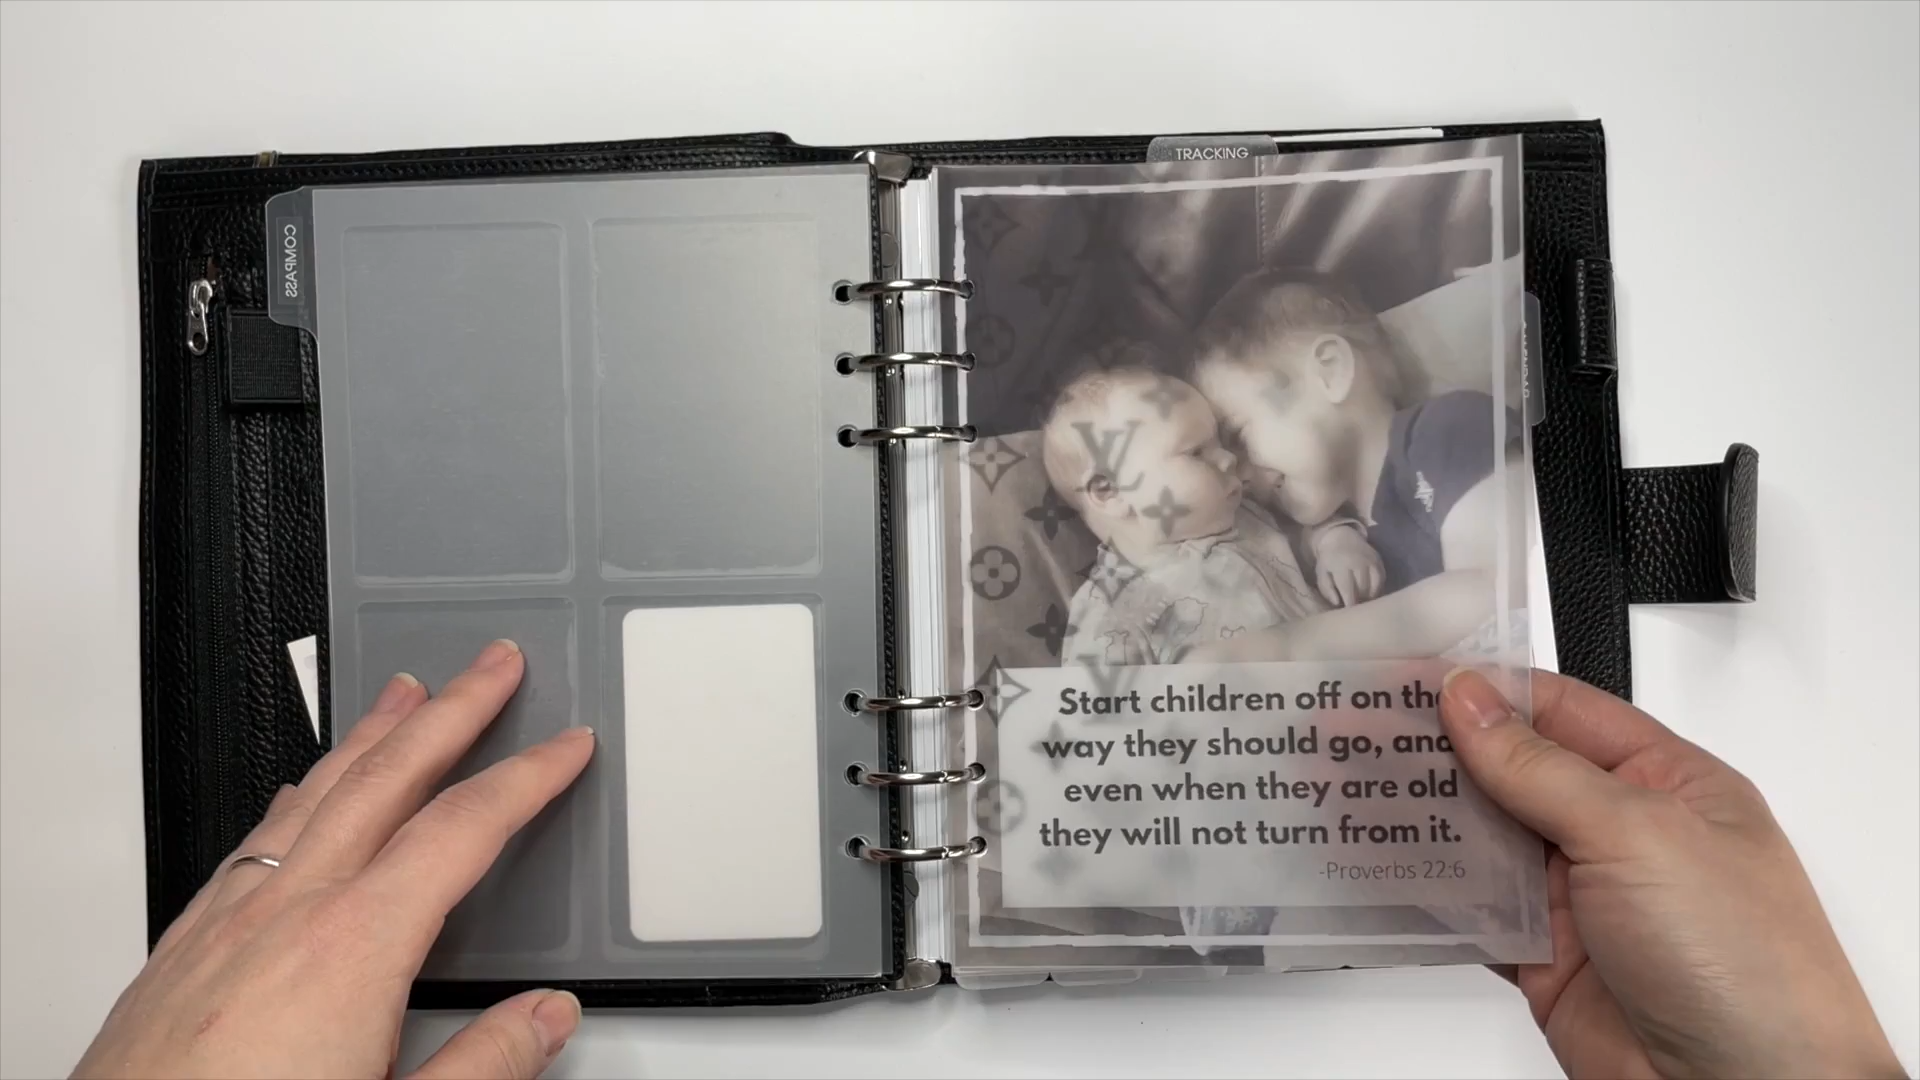 TRACKING
COMPASS
LV
Start children off on the
way they should go, and
even when they are old
they will not turn from it.
-Proverbs 22:6